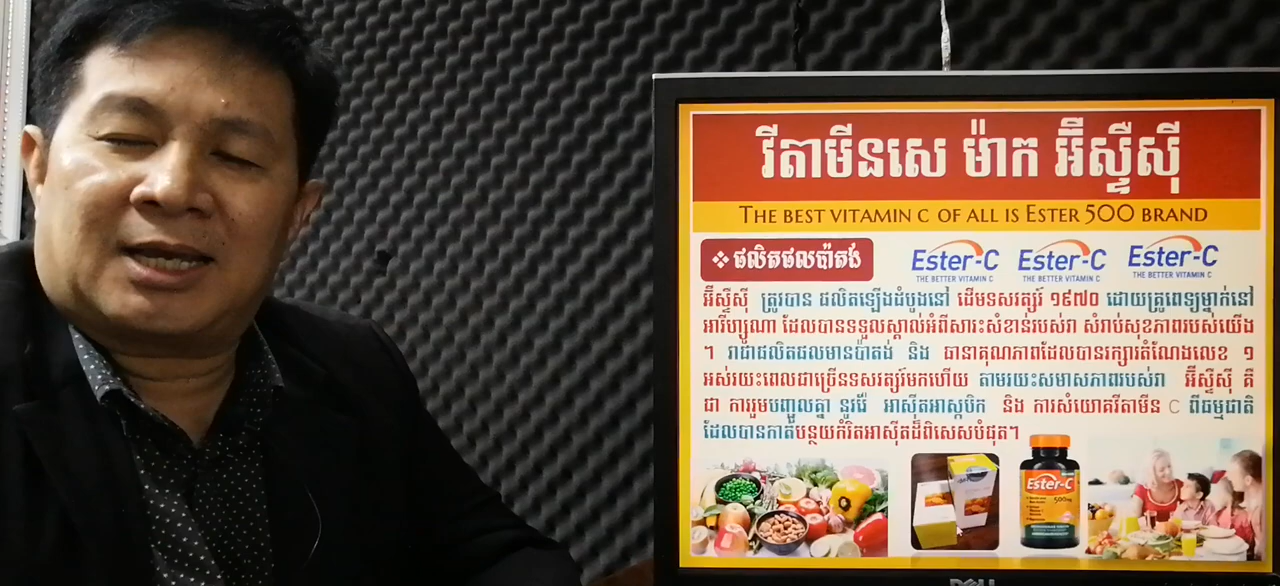 វីតាមីនសេ ម៉ាក អ៊ីស្ទឺស៊ី
THE BEST VITAMIN C OF ALL IS ESTER 500 BRAND
❖ ផលិតផលប៉ាតង់
Ester-C Ester-C Ester-C
THE BETTER VITAMIN C THE BETTER VITAMIN C THE BETTER VITAMIN C
អ៊ីស្ទឺស៊ី ត្រូវបាន ផលិតឡើងដំបូងនៅ ដើមទសវត្សរ៍ ១៩៧០ ដោយគ្រូពេទ្យម្នាក់នៅ
អារីហ្សូណា ដែលបានទទួលស្គាល់អំពីសារះសំខាន់របស់វា សំរាប់សុខភាពរបស់យើង
។ វាជាផលិតផលមានប៉ាតង់ និង ធានាគុណភាពដែលបានរក្សារតំណែងលេខ ១
អស់រយះពេលជាច្រើនទសវត្សរ៍មកហើយ តាមរយះសមាសភាពរបស់វា អ៊ីស្ទឺស៊ី គឺ
ជា ការរួមបញ្ចូលគ្នា នូវវ៉ៃ អាស៊ីតអាស្កបិក និង ការសំយោគវីតាមីន C ពីធម្មជាតិ
ដែលបានកាត់បន្ថយកំរិតអាស៊ីតដ៏ពិសេសបំផុត។
Ester-C
500mg
DELL